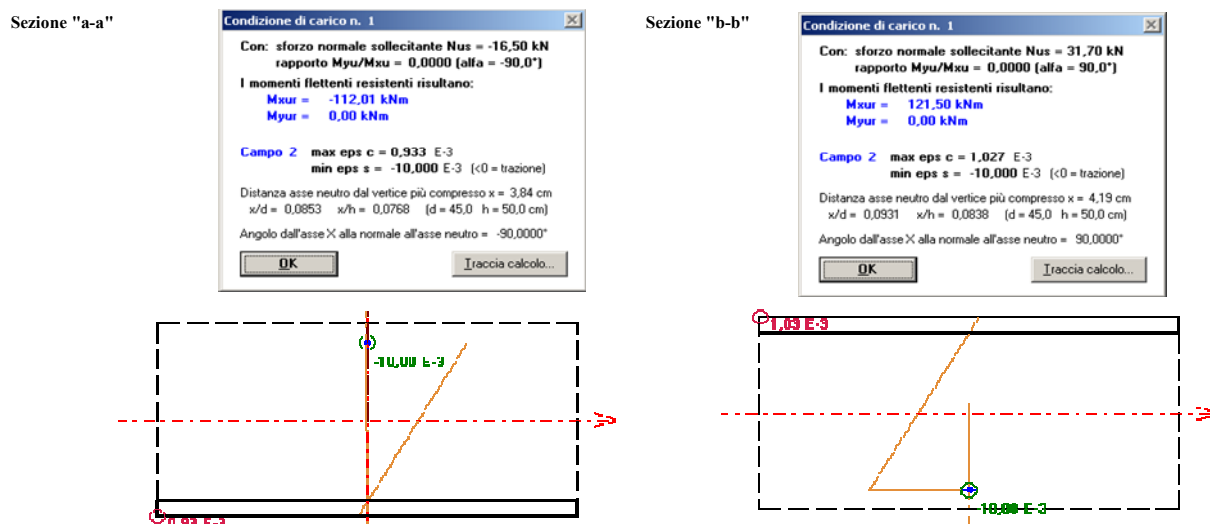 Sezione "a-a"
Condizione di carico n. 1
Con: sforzo normale sollecitante Nus = -16,50 kN
rapporto Myu/Mxu = 0,0000 (alfa = -90,0°)
I momenti flettenti resistenti risultano:
Mxur = -112,01 kNm
Myur = 0,00 kNm
Campo 2 max eps c = 0,933 E-3
min eps s = -10,000 E-3 (<0 = trazione)
Distanza asse neutro dal vertice più compresso x = 3,84 cm
x/d = 0,0853 x/h = 0,0768 (d = 45,0 h = 50,0 cm)
Angolo dall'asse X alla normale all'asse neutro = -90,0000°
OK
Traccia calcolo...
-10,00 E-3
0,93 E-3
Sezione "b-b"
Condizione di carico n. 1
Con: sforzo normale sollecitante Nus = 31,70 kN
rapporto Myu/Mxu = 0,0000 (alfa = 90,0°)
I momenti flettenti resistenti risultano:
Mxur = 121,50 kNm
Myur = 0,00 kNm
Campo 2 max eps c = 1,027 E-3
min eps s = -10,000 E-3 (<0 = trazione)
Distanza asse neutro dal vertice più compresso x = 4,19 cm
x/d = 0,0931 x/h = 0,0838 (d = 45,0 h = 50,0 cm)
Angolo dall'asse X alla normale all'asse neutro = 90,0000°
OK
Traccia calcolo...
1,03 E-3
10,00 E-3